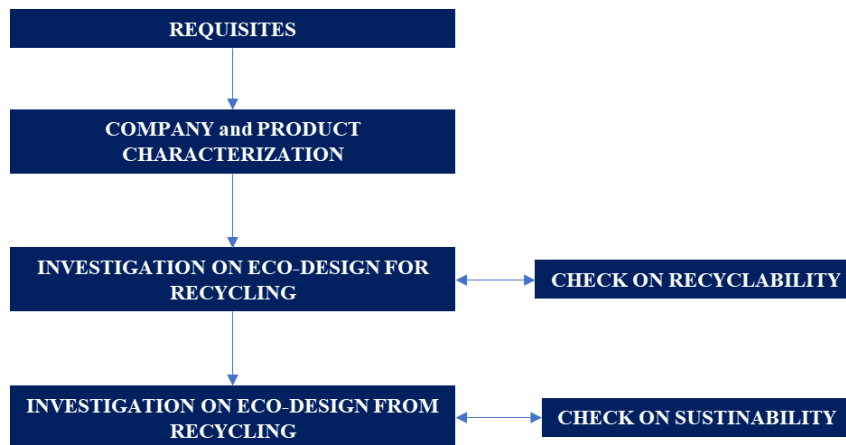 REQUISITES
COMPANY and PRODUCT
CHARACTERIZATION
INVESTIGATION ON ECO-DESIGN FOR
RECYCLING
CHECK ON RECYCLABILITY
INVESTIGATION ON ECO-DESIGN FROM
RECYCLING
CHECK ON SUSTINABILITY